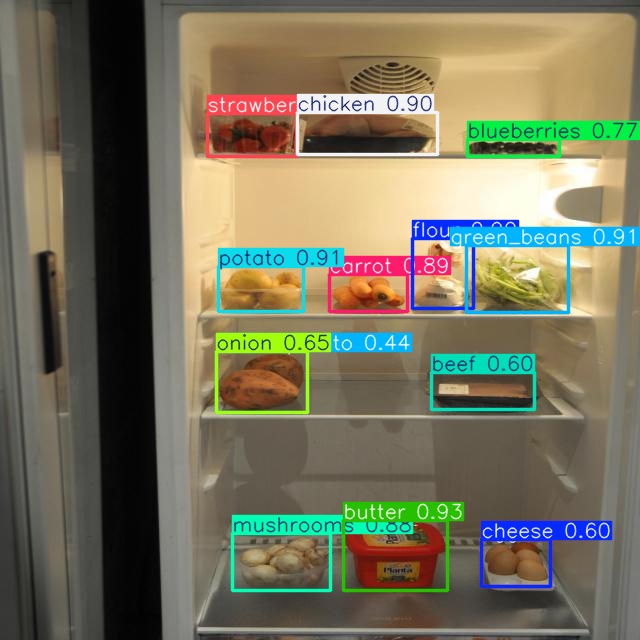 strawber
chicken 0.90
blueberries 0.77
flou
green_beans 0.91
potato 0.91
carrot 0.89
onion 0.65
to 0.44
beef 0.60
butter 0.93
mushrooms 0.88
cheese 0.60
Planta